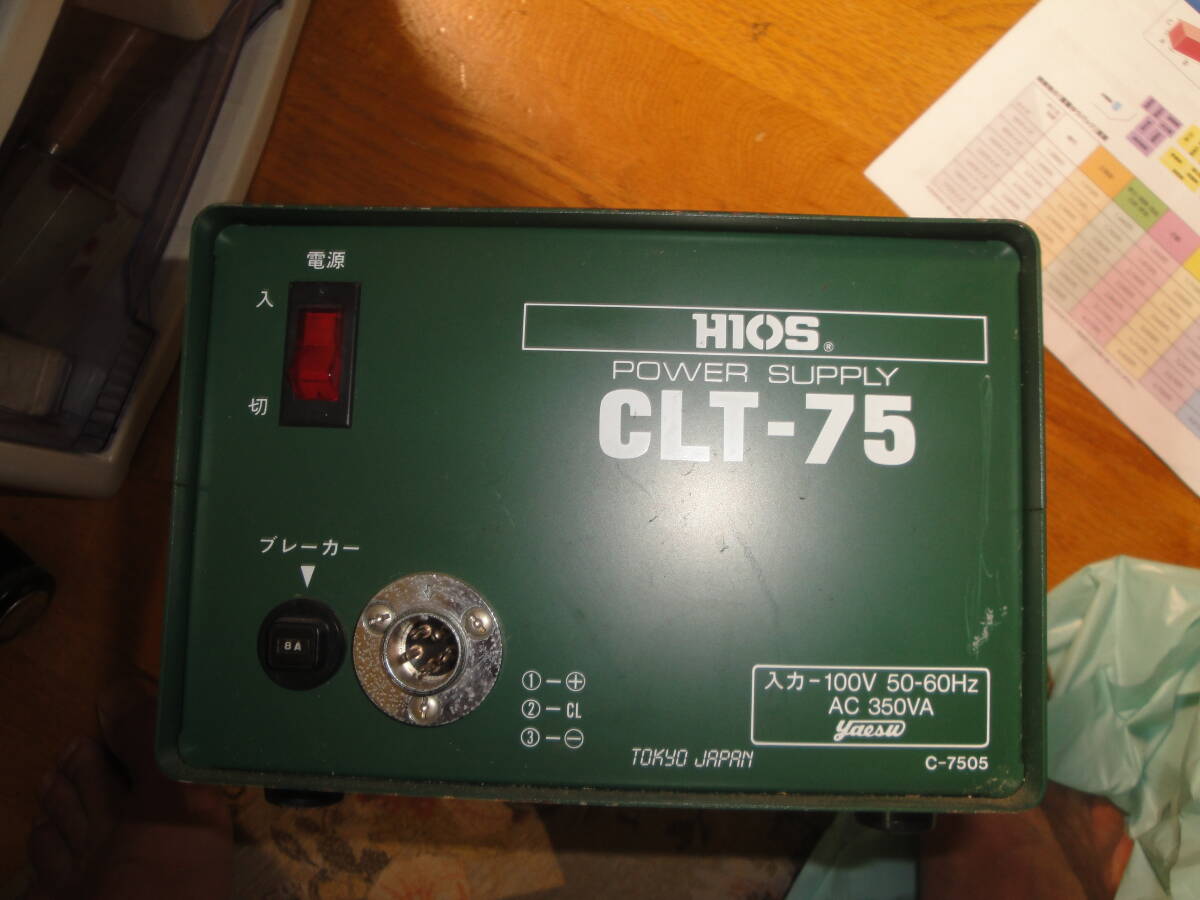 電源
入
切
HIOS®
POWER SUPPLY
CLT-75
ブレーカー
8A
①-⊕
②-CL
③-⊖
入力-100V 50-60Hz
AC 350VA
yaesu
TOKYO JAPAN
C-7505